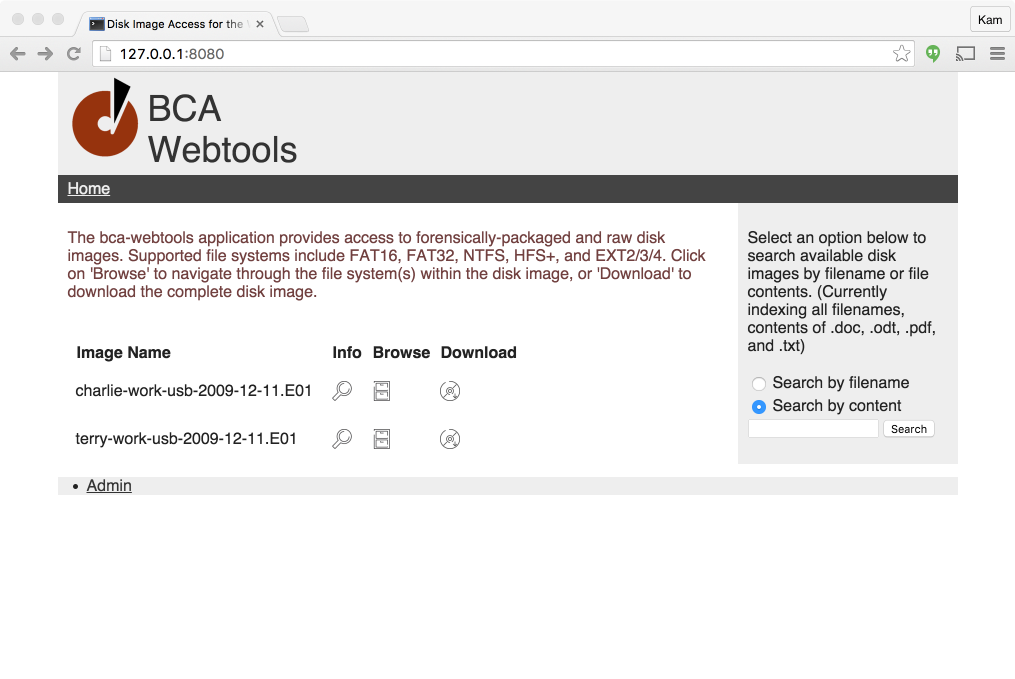 Disk Image Access for the
Kam
127.0.0.1:8080
BCA
Webtools
Home
The bca-webtools application provides access to forensically-packaged and raw disk
images. Supported file systems include FAT16, FAT32, NTFS, HFS+, and EXT2/3/4. Click
on 'Browse' to navigate through the file system(s) within the disk image, or 'Download' to
download the complete disk image.
Image Name Info Browse Download
charlie-work-usb-2009-12-11.E01
terry-work-usb-2009-12-11.E01
Select an option below to
search available disk
images by filename or file
contents. (Currently
indexing all filenames,
contents of .doc, .odt, .pdf,
and .txt)
Search by filename
Search by content
Search
Admin